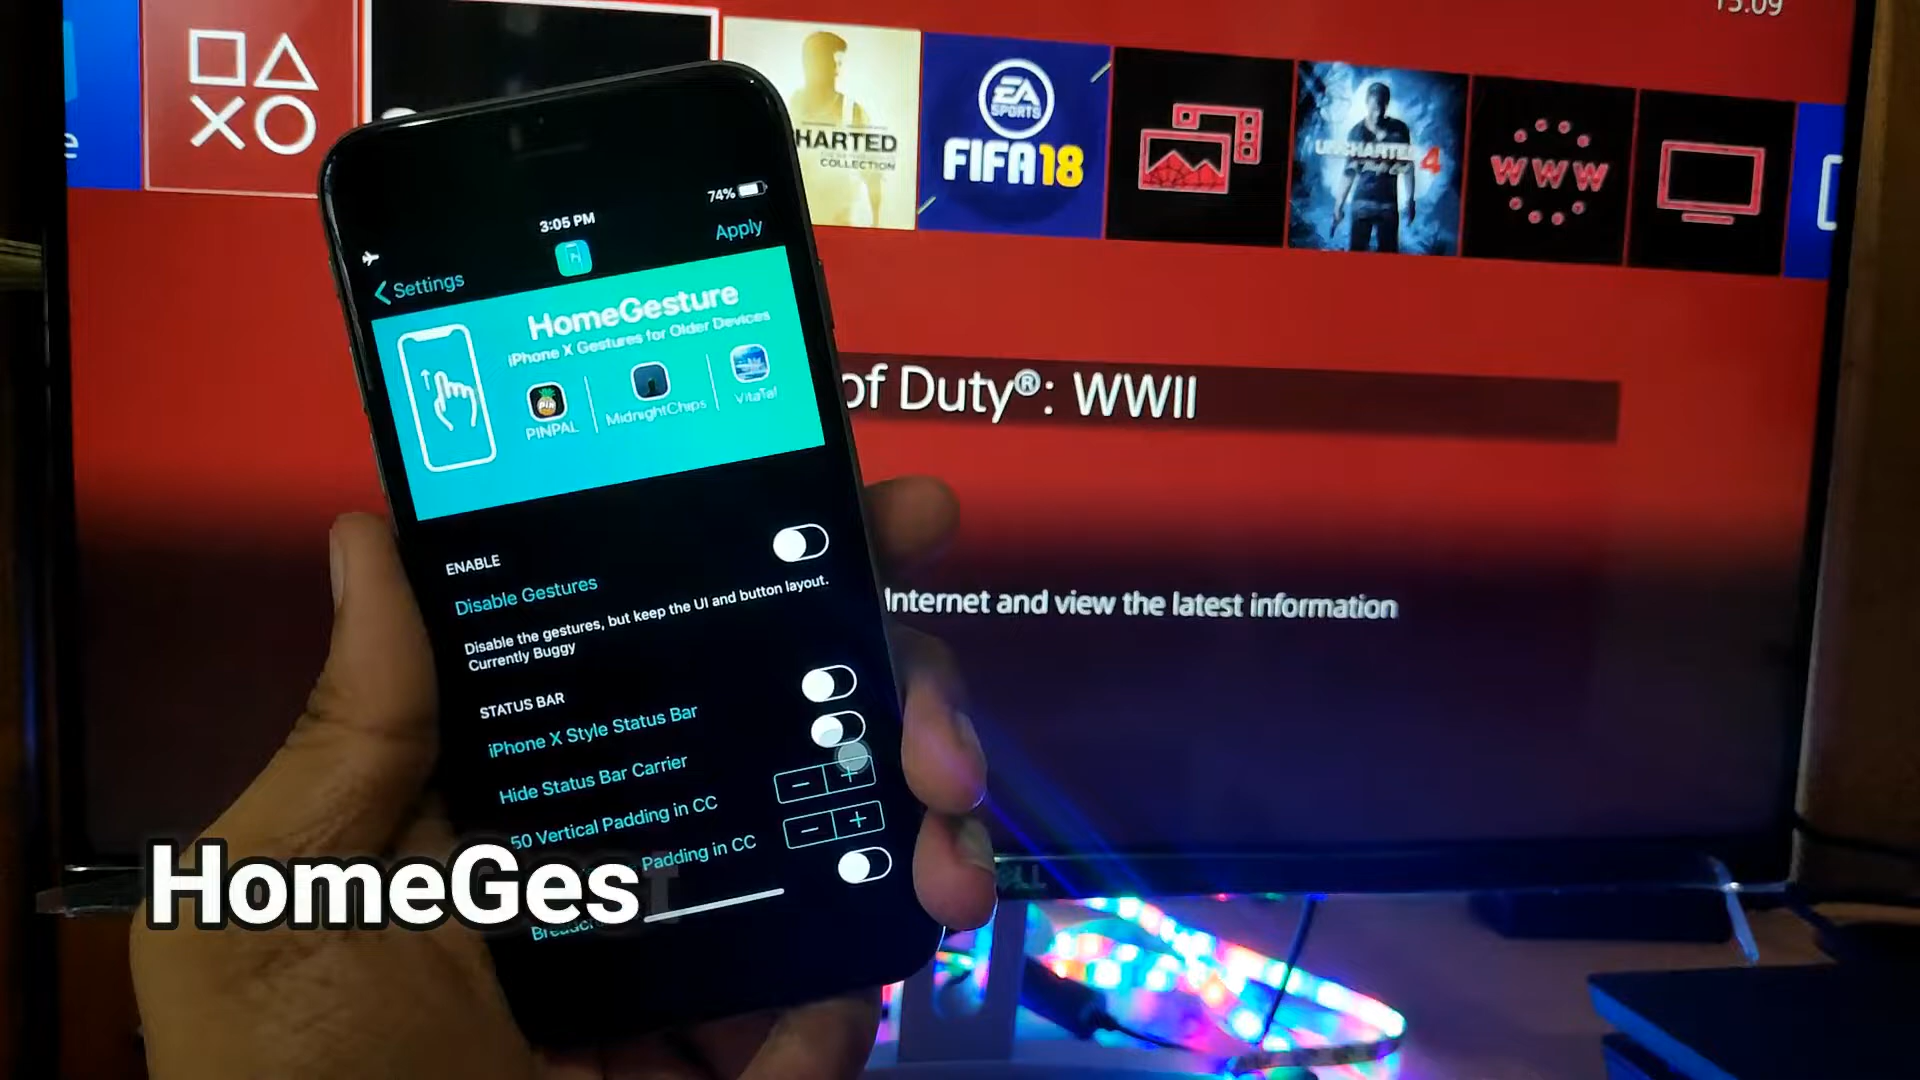 15:09
HARTED
COLLECTION
EA
SPORTS
FIFA 18
UNCHARTED 4
WWW
of Duty®: WWII
Internet and view the latest information
74%
3:05 PM
Settings
Apply
HomeGesture
iPhone X Gestures for Older Devices
Pin
PINPAL
MidnightChips
VitaTal
ENABLE
Disable Gestures
Disable the gestures, but keep the UI and button layout.
Currently Buggy
STATUS BAR
iPhone X Style Status Bar
Hide Status Bar Carrier
50 Vertical Padding in CC
Padding in CC
HomeGes